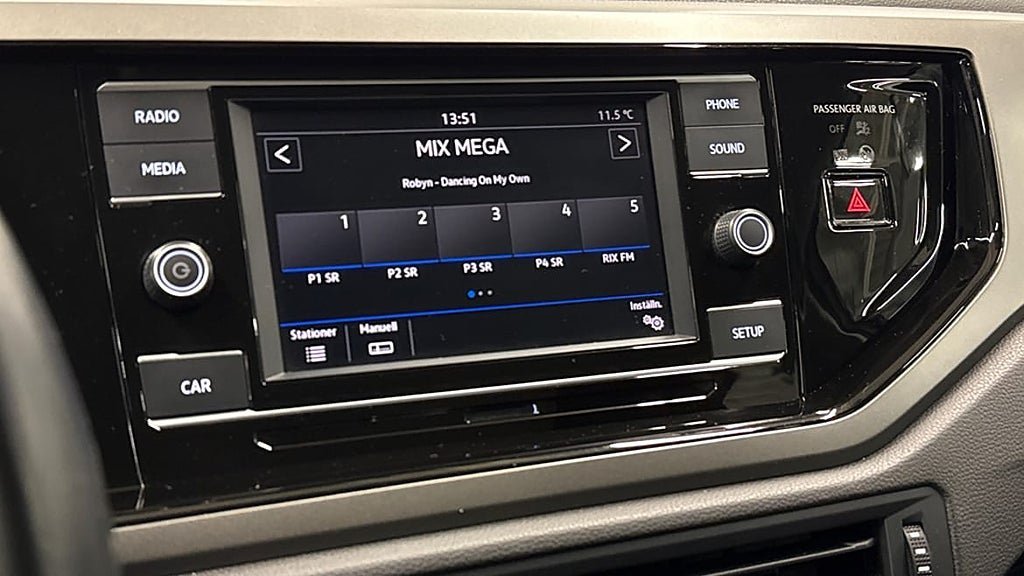 RADIO
MEDIA
CAR
13:51
11.5 °C
<
MIX MEGA
>
Robyn - Dancing On My Own
1 2 3 4 5
P1 SR P2 SR P3 SR P4 SR RIX FM
Stationer Manuell Inställn.
PHONE
SOUND
SETUP
PASSENGER AIR BAG
OFF